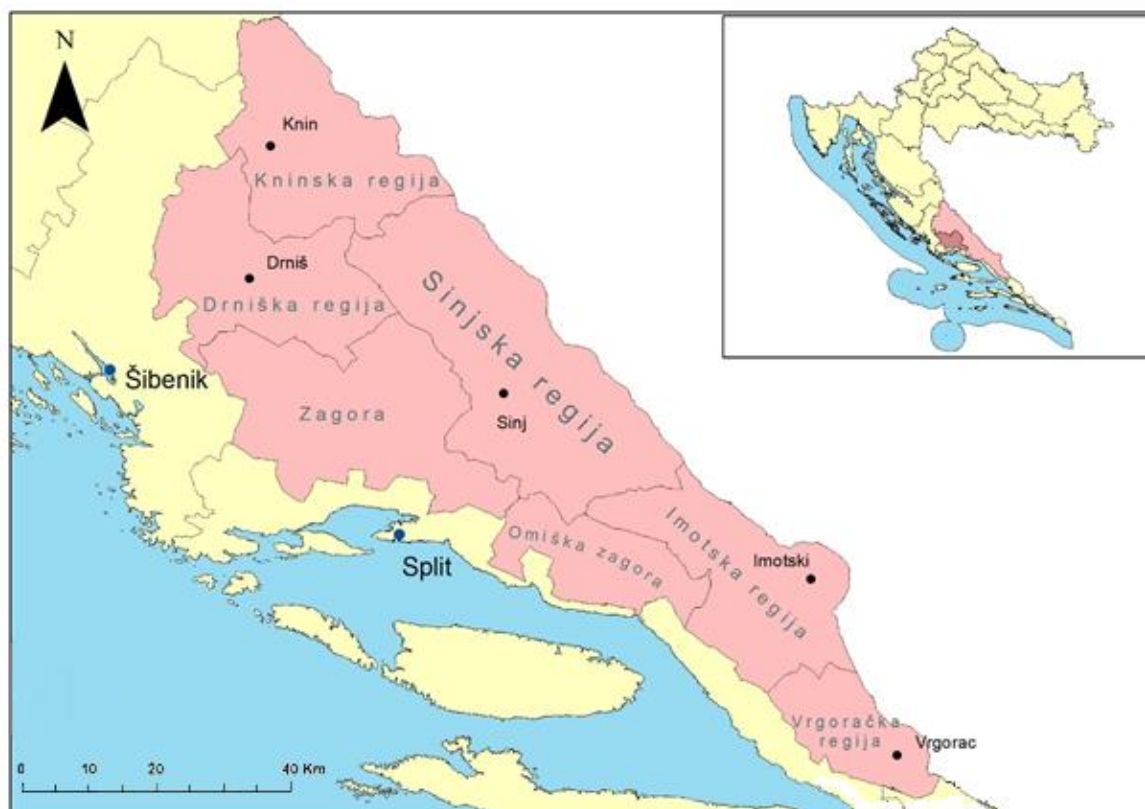 N
Knin
Kninska regija
Drniš
Drniška regija
Sinjska regija
Šibenik
Zagora
Sinj
Imotska regija
Omiška zagora
Imotski
Split
Vrgoračka
regija
Vrgorac
0 10 20 40 Km